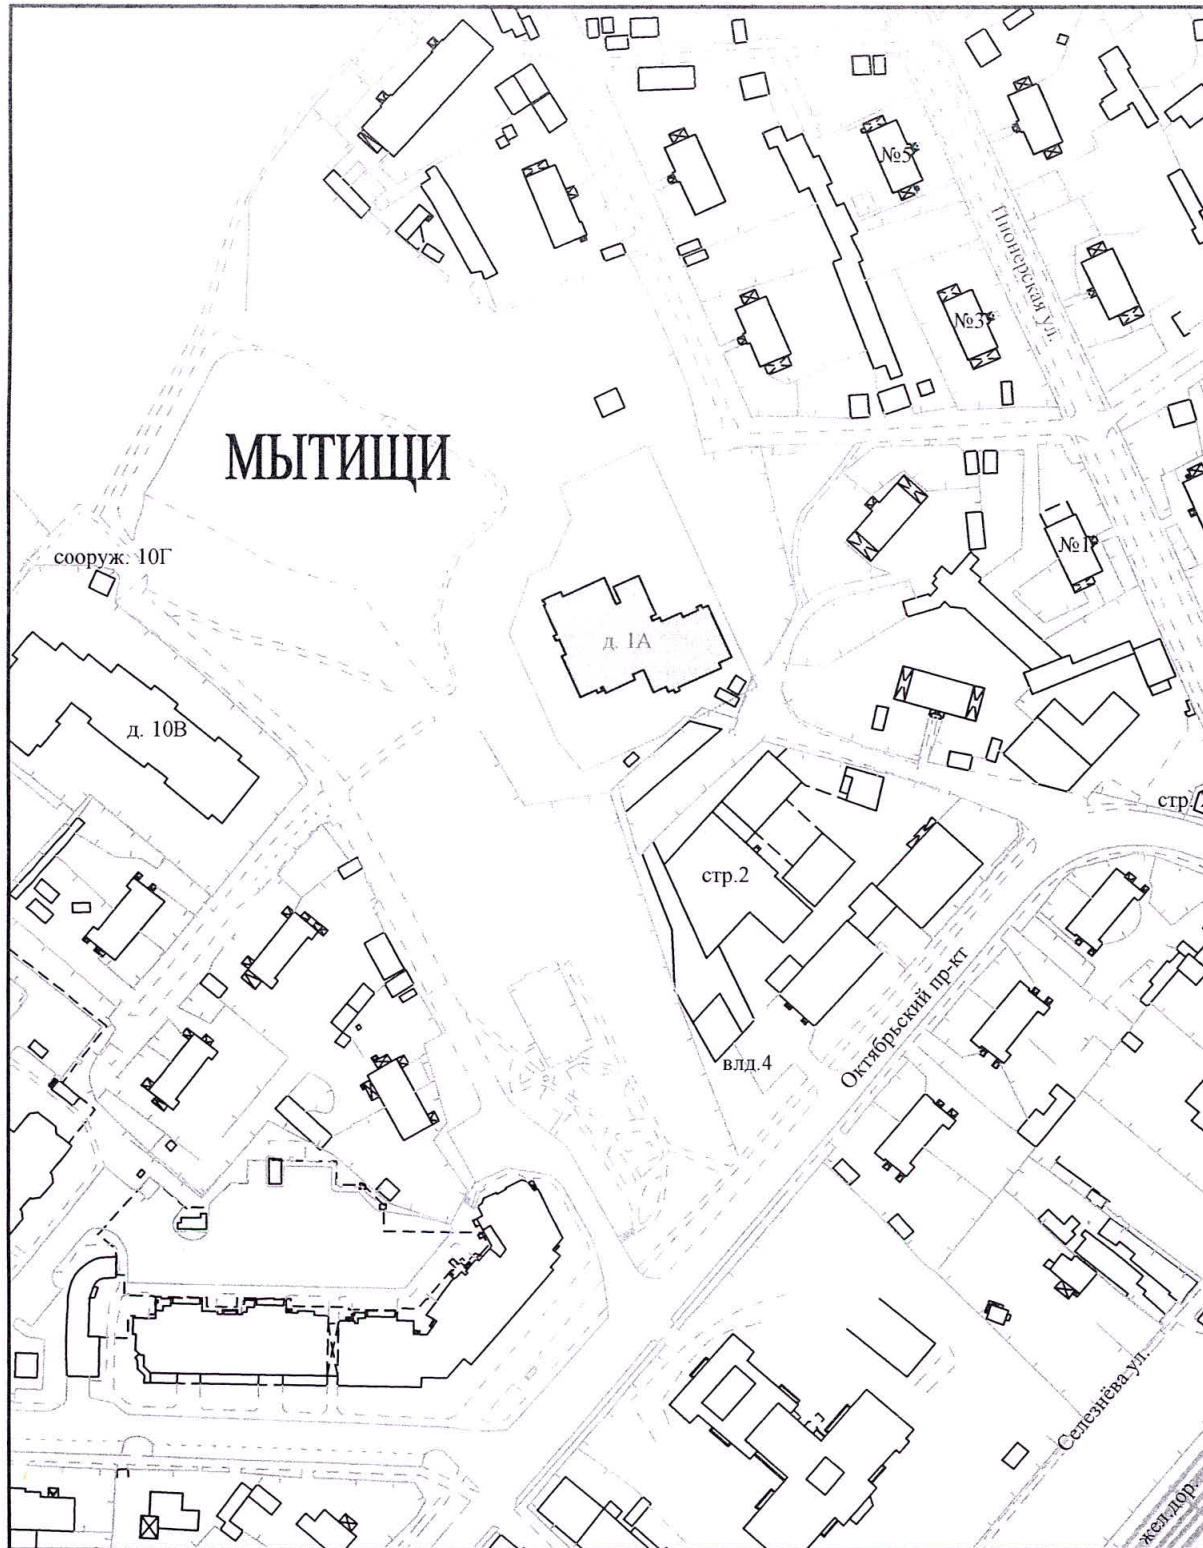 №5
Пионерская ул.
№3
МЫТИЩИ
№1
сооруж. 10Г
д. 1А
д. 10В
стр.
стр.2
Октябрьский пр-кт
влд.4
Селезнёва ул.
жел.дор.